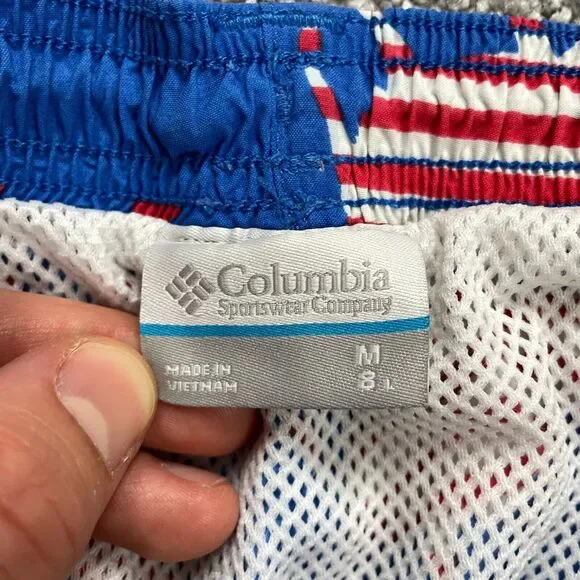 Columbia
Sportswear Company
MADE IN
VIETNAM
M
8 L